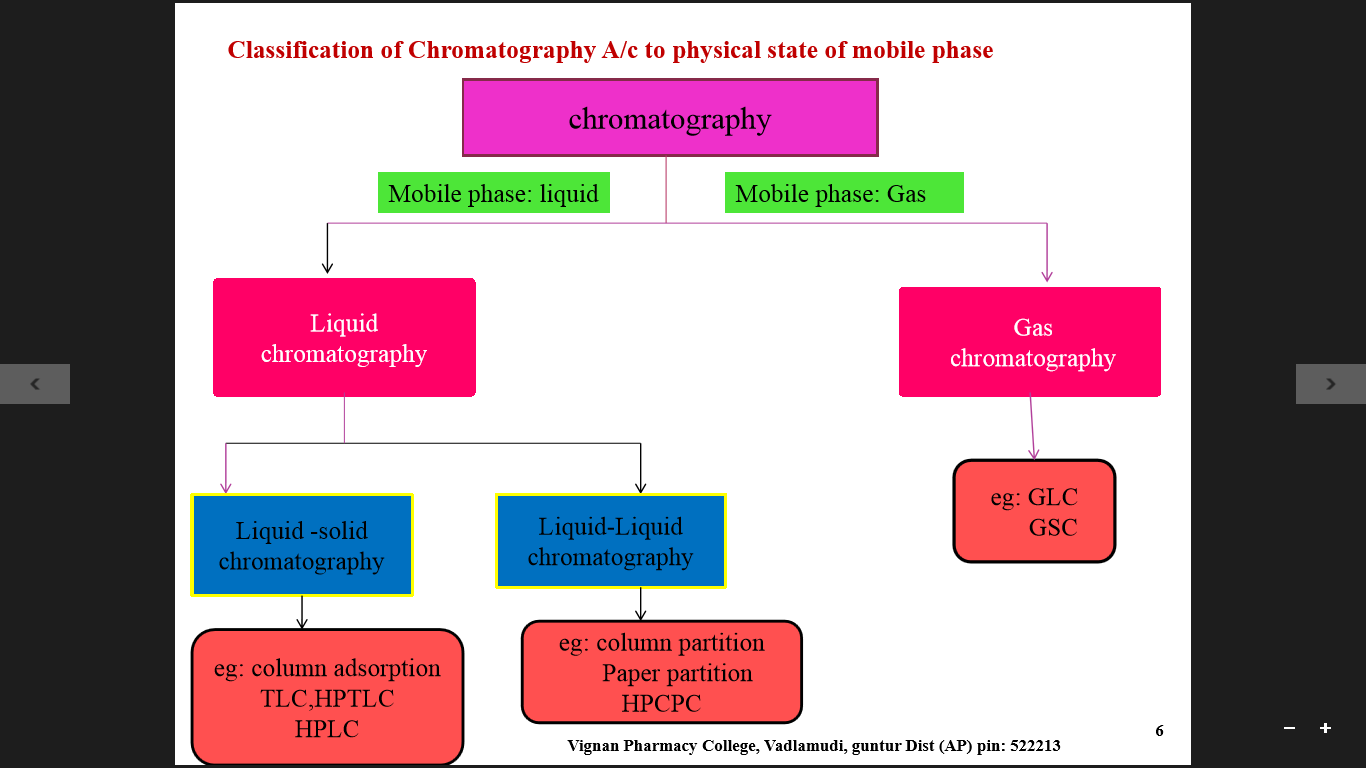 Classification of Chromatography A/c to physical state of mobile phase
chromatography
Mobile phase: liquid
Mobile phase: Gas
Liquid
chromatography
Gas
chromatography
Liquid -solid
chromatography
Liquid-Liquid
chromatography
eg: GLC
GSC
eg: column adsorption
TLC,HPTLC
HPLC
eg: column partition
Paper partition
HPCPC
6
Vignan Pharmacy College, Vadlamudi, guntur Dist (AP) pin: 522213